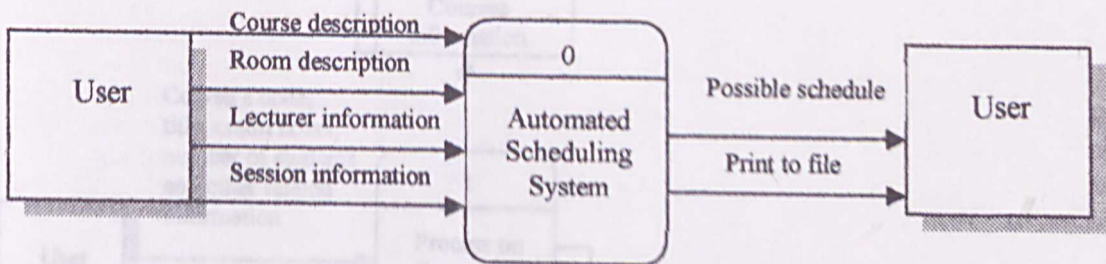 User
Course description
Room description
Lecturer information
Session information
0
Automated
Scheduling
System
Possible schedule
Print to file
User